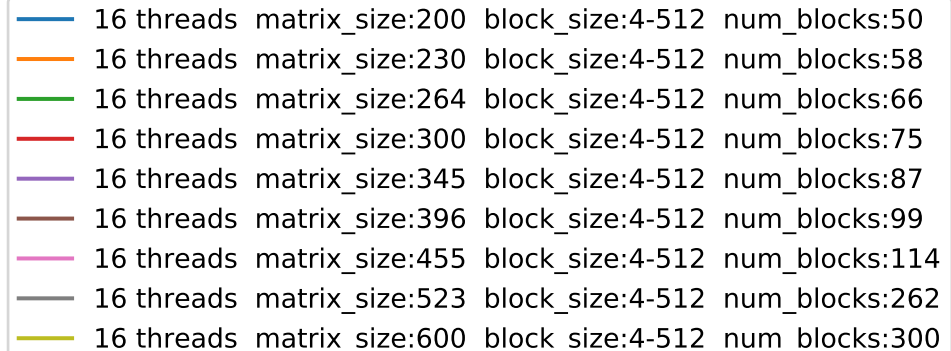 16 threads matrix_size:200 block_size:4-512 num_blocks:50
16 threads matrix_size:230 block_size:4-512 num_blocks:58
16 threads matrix_size:264 block_size:4-512 num_blocks:66
16 threads matrix_size:300 block_size:4-512 num_blocks:75
16 threads matrix_size:345 block_size:4-512 num_blocks:87
16 threads matrix_size:396 block_size:4-512 num_blocks:99
16 threads matrix_size:455 block_size:4-512 num_blocks:114
16 threads matrix_size:523 block_size:4-512 num_blocks:262
16 threads matrix_size:600 block_size:4-512 num_blocks:300